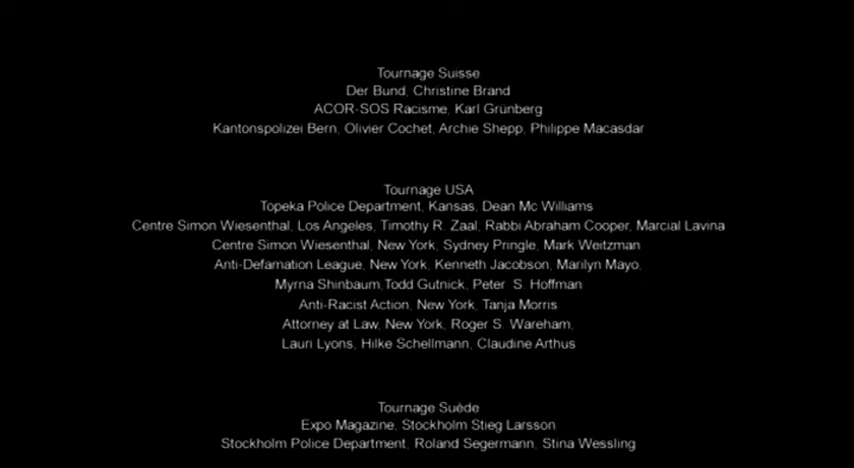 Tournage Suisse
Der Bund, Christine Brand
ACOR-SOS Racisme, Karl Grünberg
Kantonspolizei Bern, Olivier Cochet, Archie Shepp, Philippe Macasdar
Tournage USA
Topeka Police Department, Kansas. Dean Mc Williams
Centre Simon Wiesenthal, Los Angeles, Timothy R. Zaal, Rabbi Abraham Cooper, Marcial Lavina
Centre Simon Wiesenthal, New York, Sydney Pringle, Mark Weitzman
Anti-Defamation League, New York, Kenneth Jacobson, Marilyn Mayo,
Myrna Shinbaum,Todd Gutnick, Peter S. Hoffman
Anti-Racist Action, New York, Tanja Morris
Attorney at Law, New York, Roger S. Wareham,
Lauri Lyons, Hilke Schellmann, Claudine Arthus
Tournage Suède
Expo Magazine, Stockholm Stieg Larsson
Stockholm Police Department, Roland Segermann, Stina Wessling